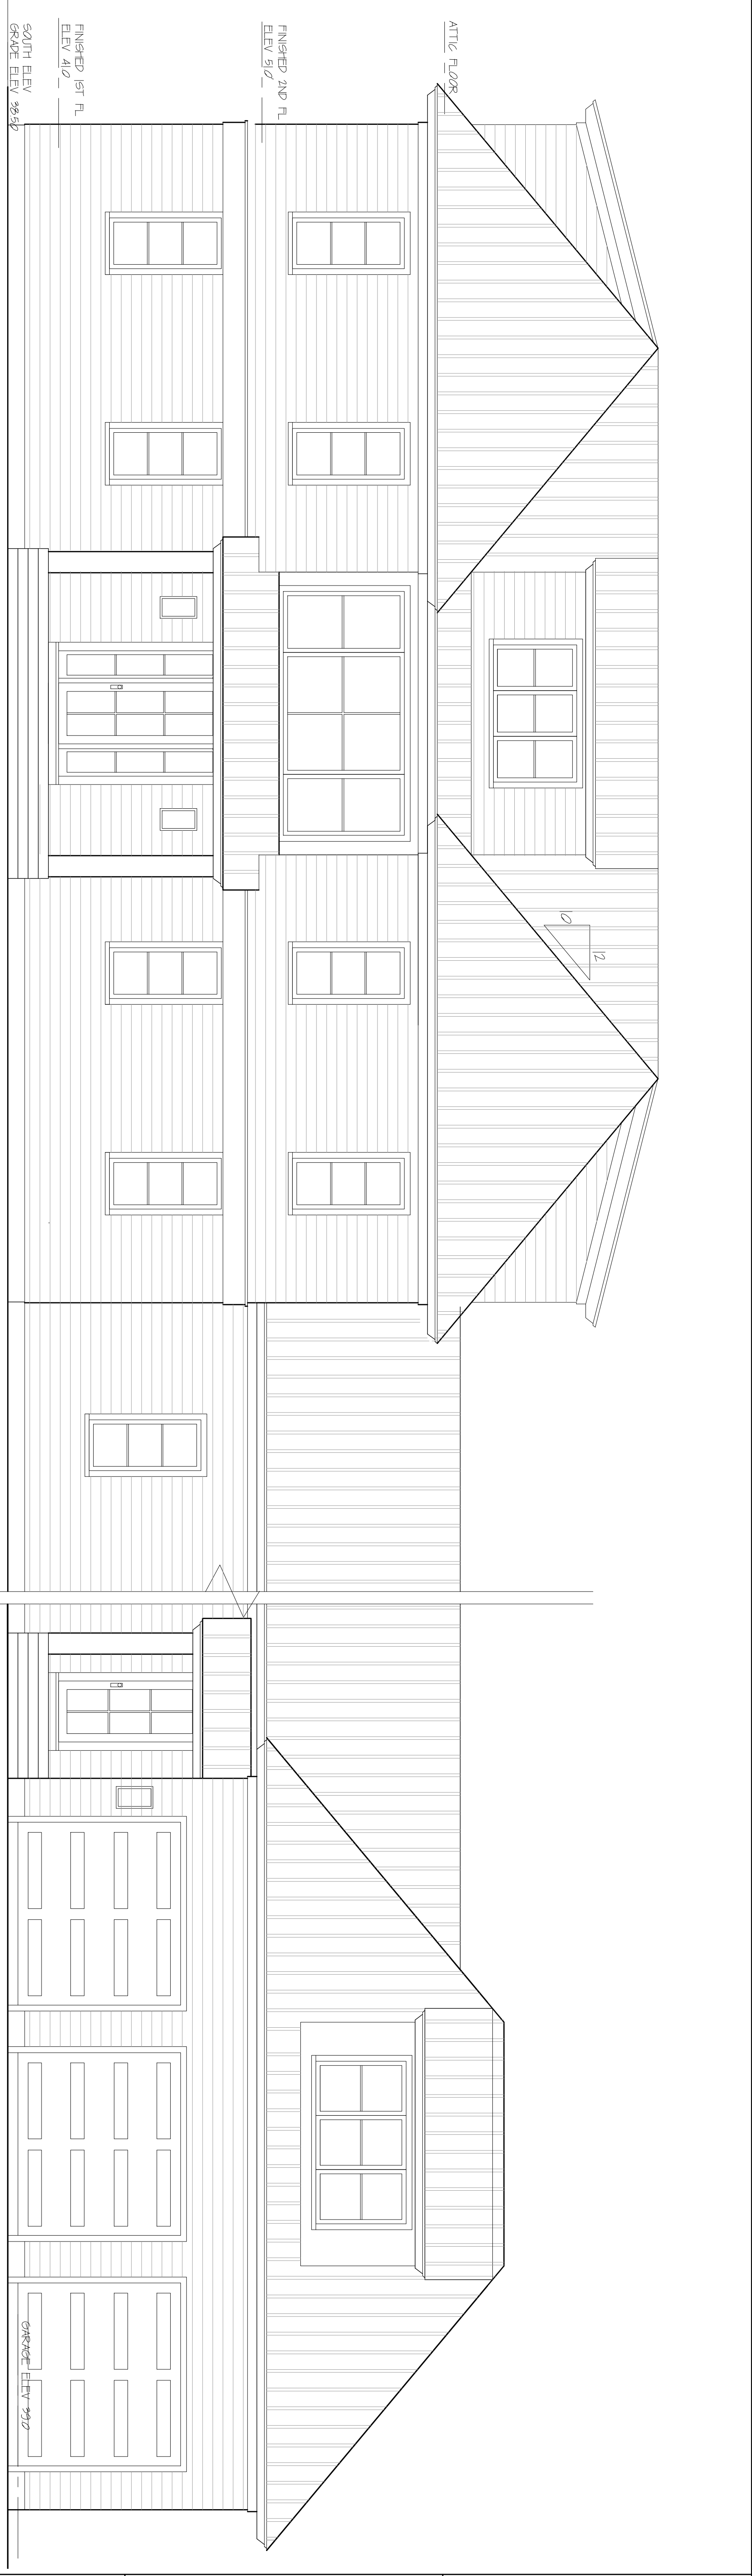 ATTIC FLOOR
FINISHED 2ND FL
ELEV 51.0
FINISHED 1ST FL
ELEV 41.0
SOUTH ELEV
GRADE ELEV 38.50
10
12
GARAGE ELEV 39.0